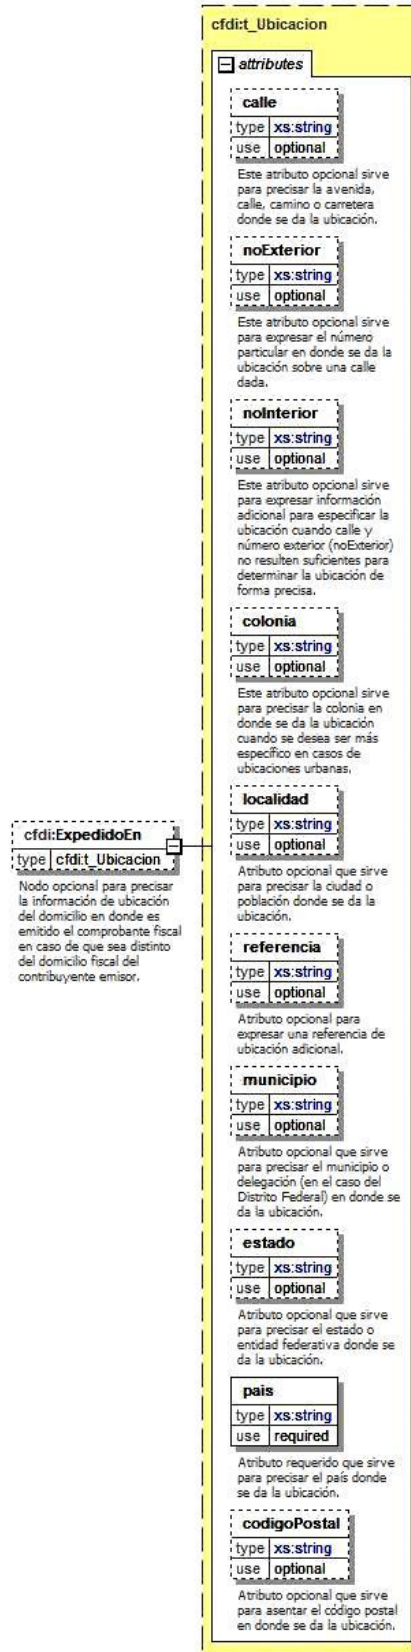 cfdi:t_Ubicacion
attributes
calle
type xs:string
use optional
Este atributo opcional sirve
para precisar la avenida,
calle, camino o carretera
donde se da la ubicación.
noExterior
type xs:string
use optional
Este atributo opcional sirve
para expresar el número
particular en donde se da la
ubicación sobre una calle
dada.
noInterior
type xs:string
use optional
Este atributo opcional sirve
para expresar información
adicional para especificar la
ubicación cuando calle y
número exterior (noExterior)
no resulten suficientes para
determinar la ubicación de
forma precisa.
colonia
type xs:string
use optional
Este atributo opcional sirve
para precisar la colonia en
donde se da la ubicación
cuando se desea ser más
específico en casos de
ubicaciones urbanas.
cfdi:ExpedidoEn
type cfdi:t_Ubicacion
Nodo opcional para precisar
la información de ubicación
del domicilio en donde es
emitido el comprobante fiscal
en caso de que sea distinto
del domicilio fiscal del
contribuyente emisor.
localidad
type xs:string
use optional
Atributo opcional que sirve
para precisar la ciudad o
población donde se da la
ubicación.
referencia
type xs:string
use optional
Atributo opcional para
expresar una referencia de
ubicación adicional.
municipio
type xs:string
use optional
Atributo opcional que sirve
para precisar el municipio o
delegación (en el caso del
Distrito Federal) en donde se
da la ubicación.
estado
type xs:string
use optional
Atributo opcional que sirve
para precisar el estado o
entidad federativa donde se
da la ubicación.
pais
type xs:string
use required
Atributo requerido que sirve
para precisar el país donde
se da la ubicación.
codigoPostal
type xs:string
use optional
Atributo opcional que sirve
para asentar el código postal
en donde se da la ubicación.